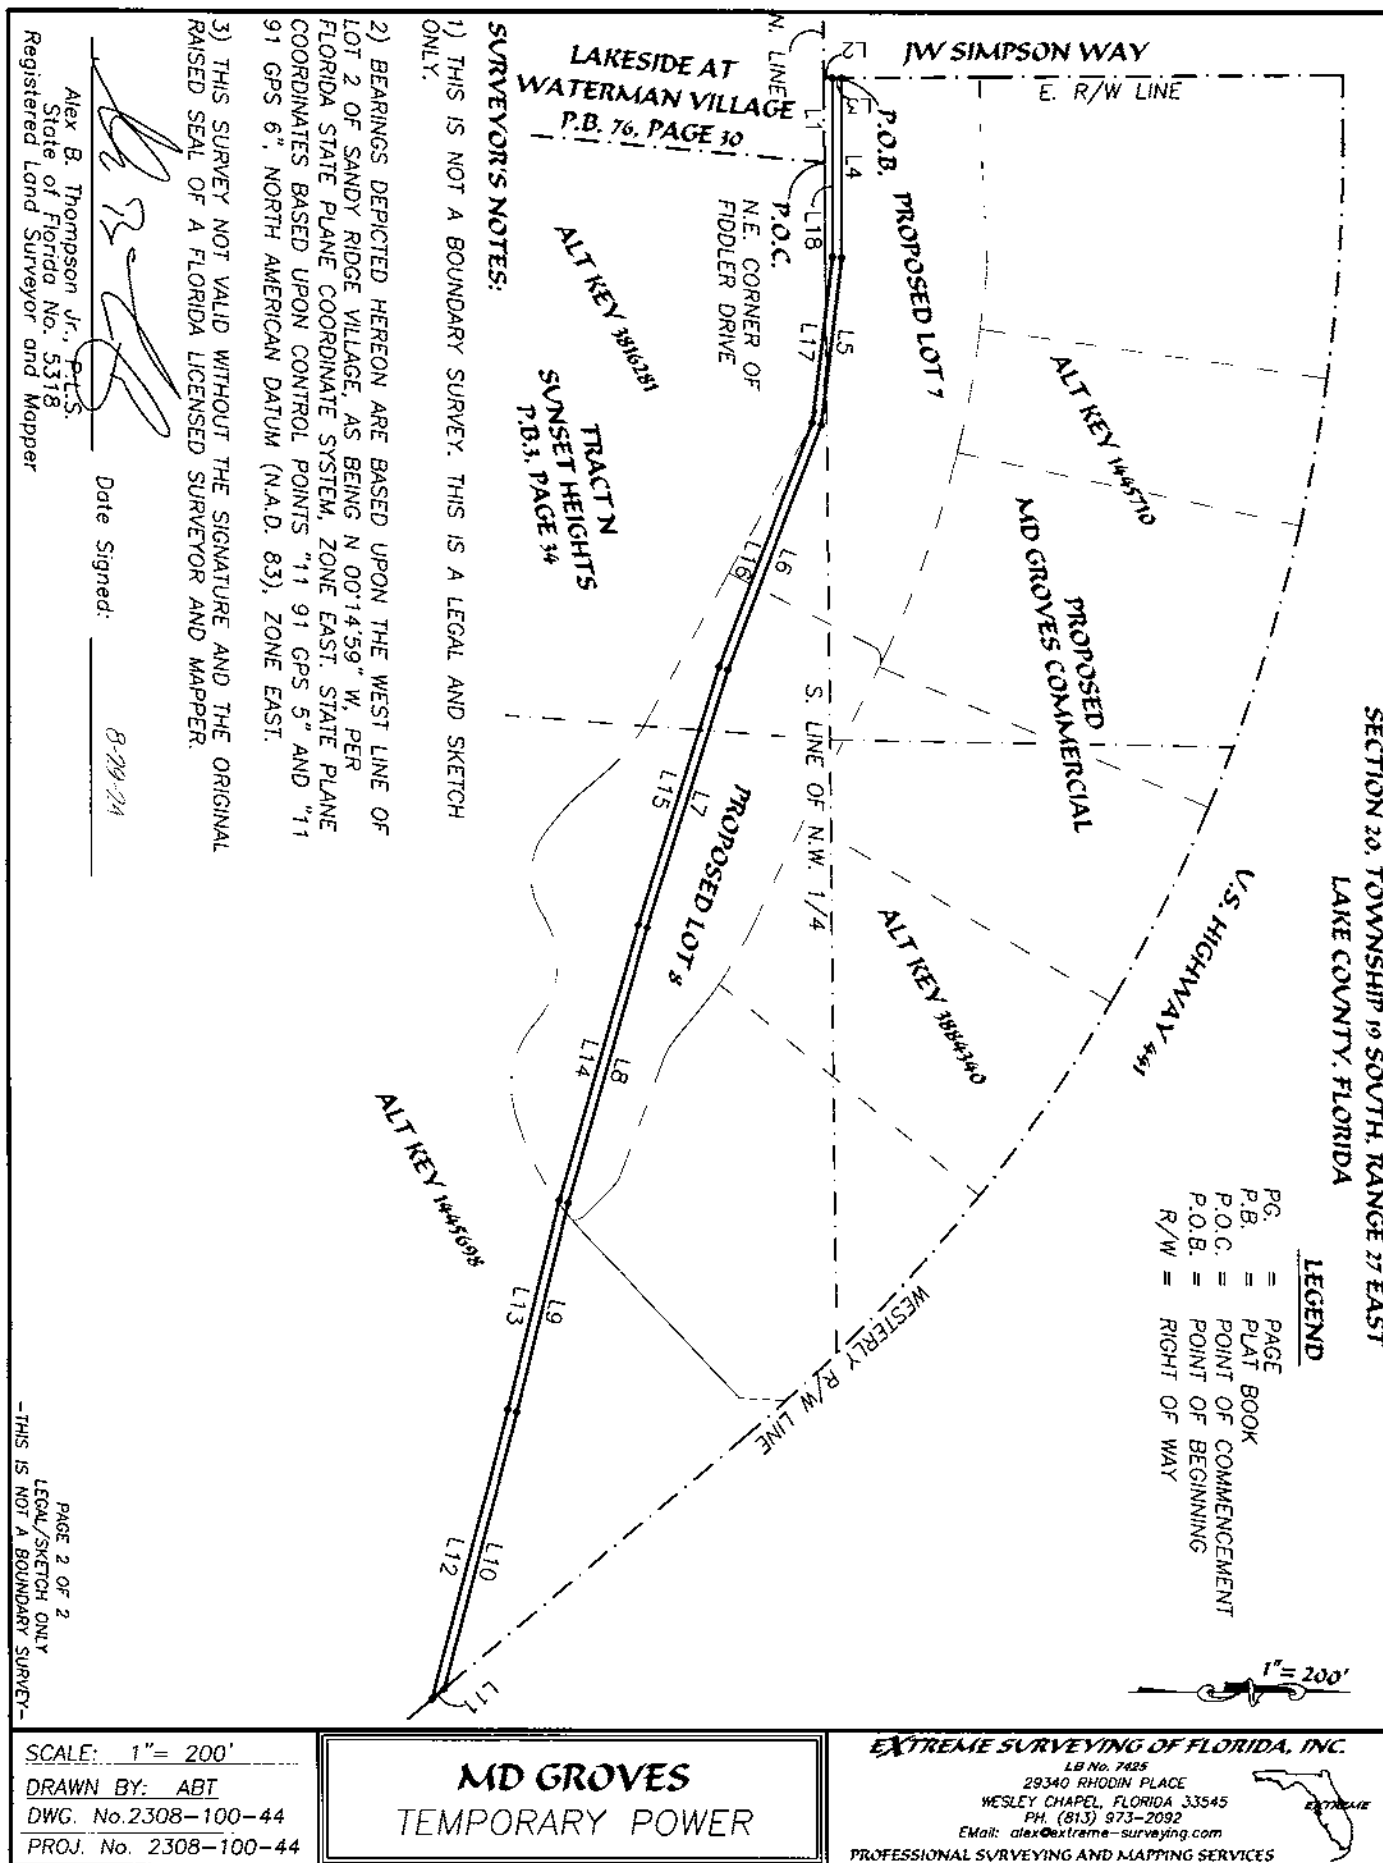 SECTION 20, TOWNSHIP 19 SOUTH, RANGE 27 EAST
LAKE COUNTY, FLORIDA
LEGEND
PG. = PAGE
P.B. = PLAT BOOK
P.O.C. = POINT OF COMMENCEMENT
P.O.B. = POINT OF BEGINNING
R/W = RIGHT OF WAY
1"= 200'
JW SIMPSON WAY
E. R/W LINE
N. LINE
L1
L2
L3
L4
L18
P.O.B.
PROPOSED LOT 7
LAKESIDE AT
WATERMAN VILLAGE
P.B. 76, PAGE 30
P.O.C.
N.E. CORNER OF
FIDDLER DRIVE
L5
L17
ALT KEY 1445710
PROPOSED
MD GROVES COMMERCIAL
U.S. HIGHWAY 441
ALT KEY 3816281
TRACT N
SUNSET HEIGHTS
P.B.3, PAGE 34
L6
L16
S. LINE OF N.W. 1/4
L7
L15
PROPOSED LOT 8
ALT KEY 3884340
L8
L14
ALT KEY 1445698
WESTERLY R/W LINE
L9
L13
L10
L12
L11
SURVEYOR'S NOTES:
1) THIS IS NOT A BOUNDARY SURVEY. THIS IS A LEGAL AND SKETCH
ONLY.
2) BEARINGS DEPICTED HEREON ARE BASED UPON THE WEST LINE OF
LOT 2 OF SANDY RIDGE VILLAGE, AS BEING N 00°14'59" W, PER
FLORIDA STATE PLANE COORDINATE SYSTEM, ZONE EAST. STATE PLANE
COORDINATES BASED UPON CONTROL POINTS "11 91 GPS 5" AND "11
91 GPS 6", NORTH AMERICAN DATUM (N.A.D. 83), ZONE EAST.
3) THIS SURVEY NOT VALID WITHOUT THE SIGNATURE AND THE ORIGINAL
RAISED SEAL OF A FLORIDA LICENSED SURVEYOR AND MAPPER.
Date Signed: 8-29-24
Alex B. Thompson Jr., P.L.S.
State of Florida No. 5318
Registered Land Surveyor and Mapper
PAGE 2 OF 2
LEGAL/SKETCH ONLY
-THIS IS NOT A BOUNDARY SURVEY-
SCALE: 1"= 200'
DRAWN BY: ABT
DWG. No.2308-100-44
PROJ. No. 2308-100-44
MD GROVES
TEMPORARY POWER
EXTREME SURVEYING OF FLORIDA, INC.
LB No. 7425
29340 RHODIN PLACE
WESLEY CHAPEL, FLORIDA 33545
PH. (813) 973-2092
EMail: alex@extreme-surveying.com
PROFESSIONAL SURVEYING AND MAPPING SERVICES
EXTREME